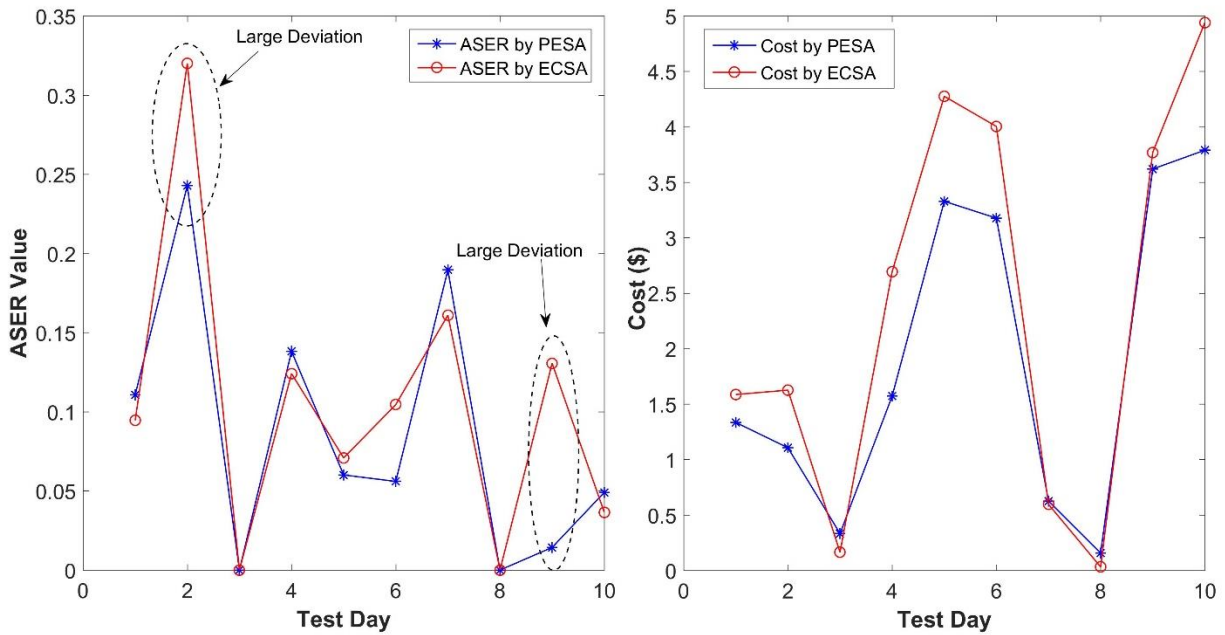 0.35
0.3
0.25
0.2
0.15
0.1
0.05
0
ASER Value
0 2 4 6 8 10
Test Day
Large Deviation
Large Deviation
ASER by PESA
ASER by ECSA
5
4.5
4
3.5
3
2.5
2
1.5
1
0.5
0
Cost ($)
0 2 4 6 8 10
Test Day
Cost by PESA
Cost by ECSA